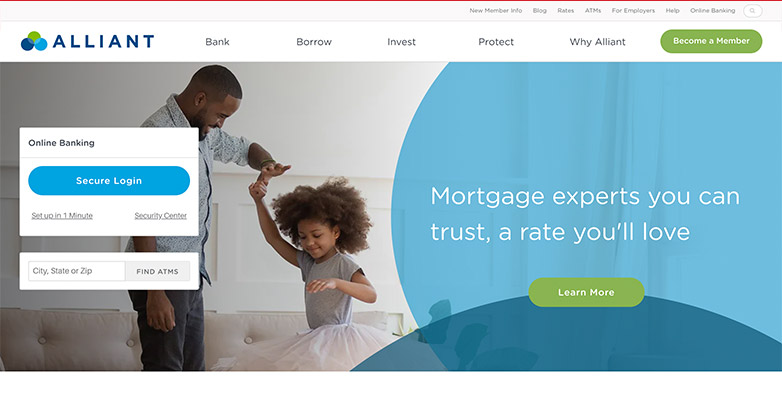 New Member Info Blog Rates ATMs For Employers Help Online Banking
ALLIANT Bank Borrow Invest Protect Why Alliant Become a Member
Online Banking
Secure Login
Set up in 1 Minute Security Center
City, State or Zip FIND ATMS
Mortgage experts you can
trust, a rate you'll love
Learn More